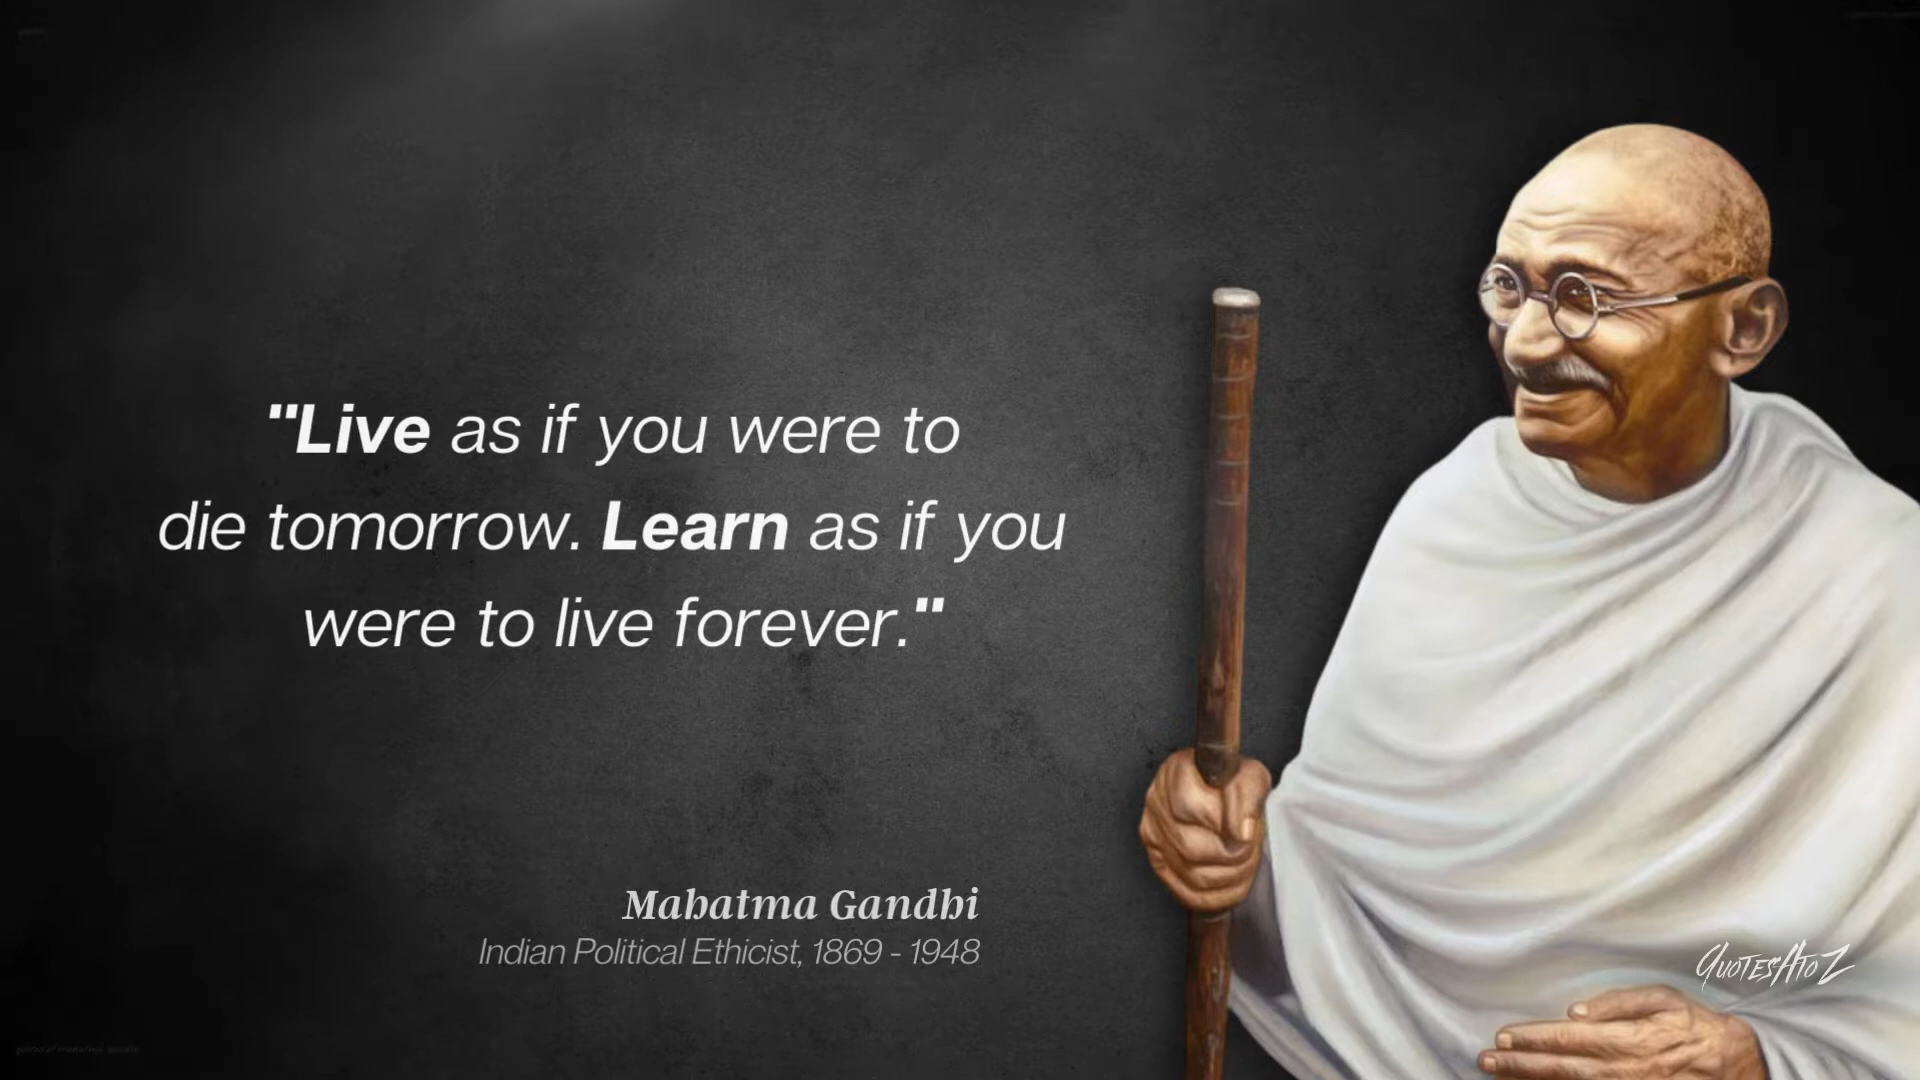 "Live as if you were to
die tomorrow. Learn as if you
were to live forever."
Mahatma Gandhi
Indian Political Ethicist, 1869 - 1948
QUOTESATOZ